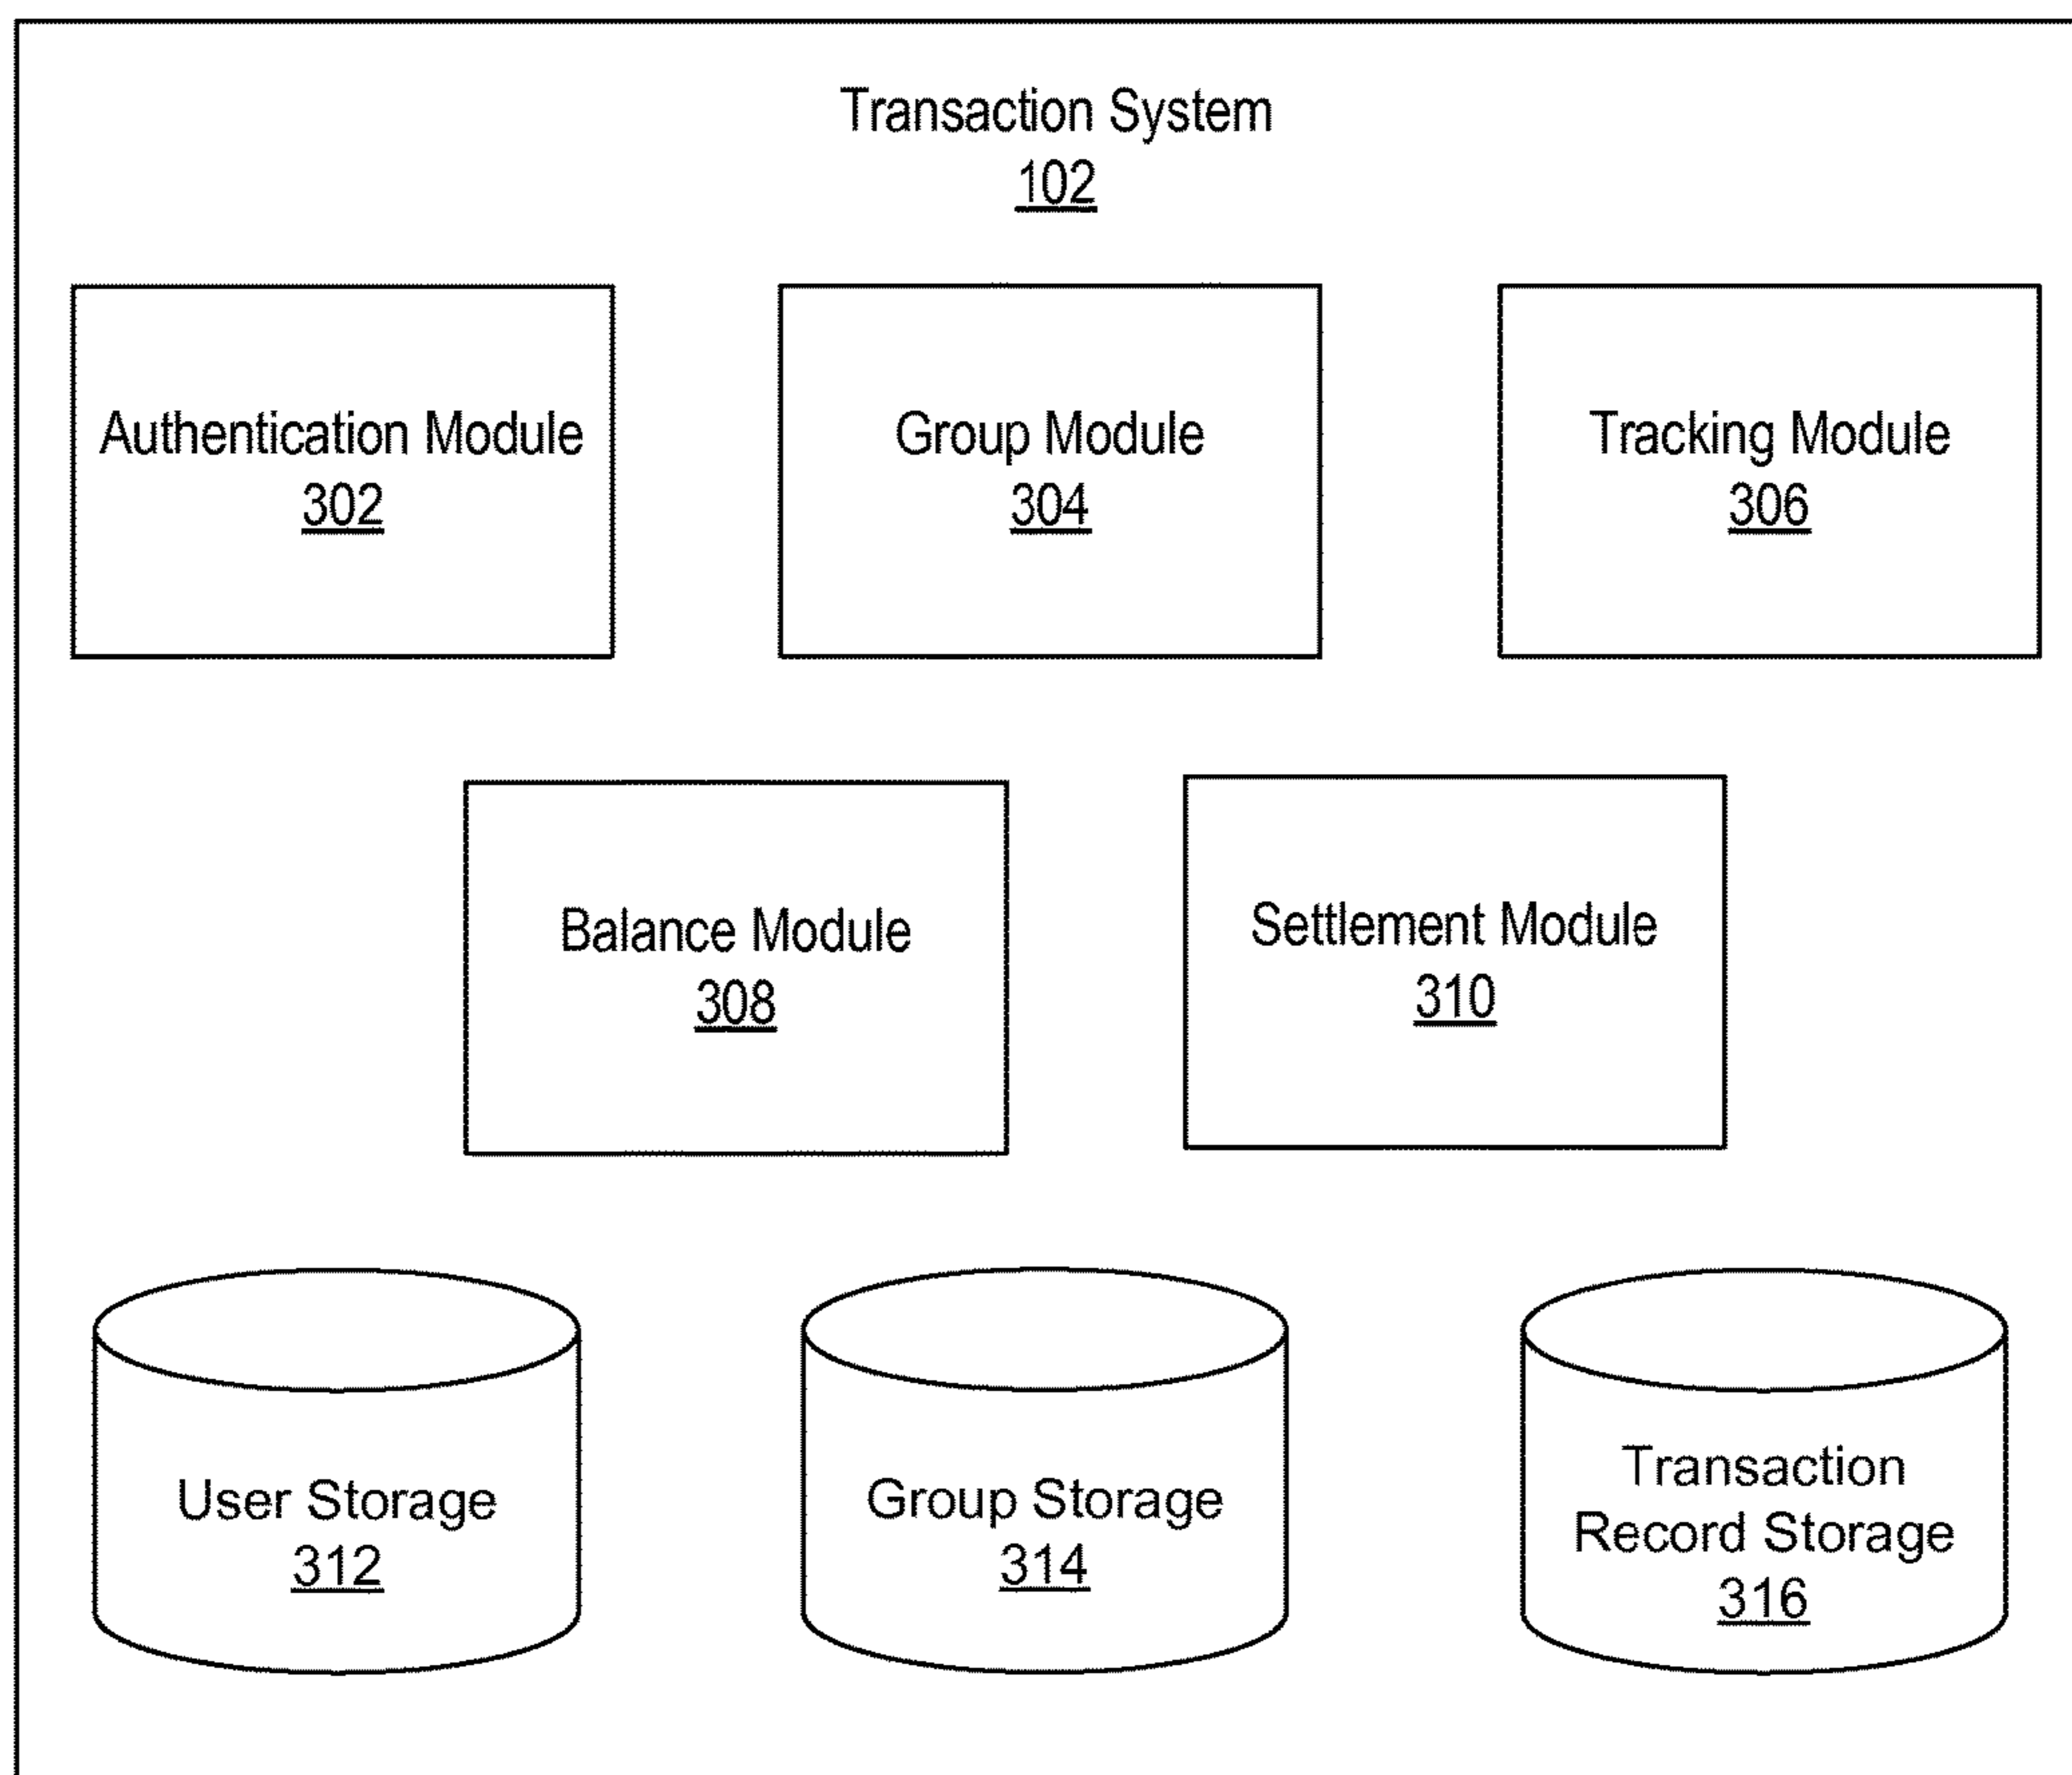 Transaction System
102
Authentication Module
302
Group Module
304
Tracking Module
306
Balance Module
308
Settlement Module
310
User Storage
312
Group Storage
314
Transaction
Record Storage
316